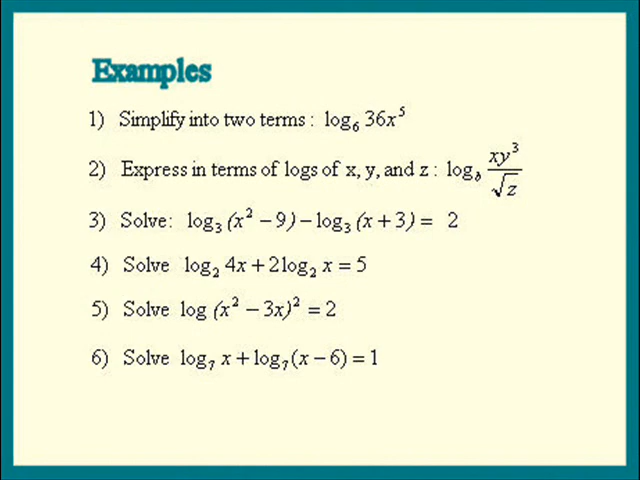 Examples
1) Simplify into two terms : log₆ 36x⁵
2) Express in terms of logs of x, y, and z : log_b xy³/√z
3) Solve: log₃ (x² − 9) − log₃ (x + 3) = 2
4) Solve log₂ 4x + 2log₂ x = 5
5) Solve log (x² − 3x)² = 2
6) Solve log₇ x + log₇ (x − 6) = 1